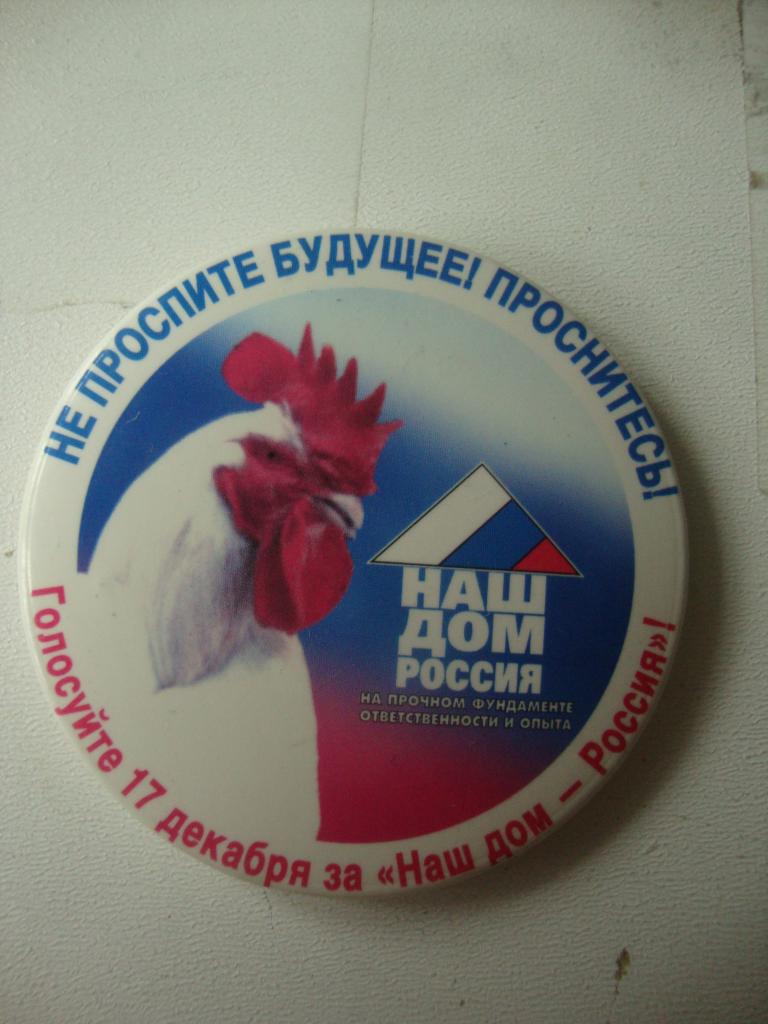 НЕ ПРОСПИТЕ БУДУЩЕЕ! ПРОСНИТЕСЬ!
НАШ
ДОМ
РОССИЯ
НА ПРОЧНОМ ФУНДАМЕНТЕ
ОТВЕТСТВЕННОСТИ И ОПЫТА
Голосуйте 17 декабря за «Наш дом – Россия»!